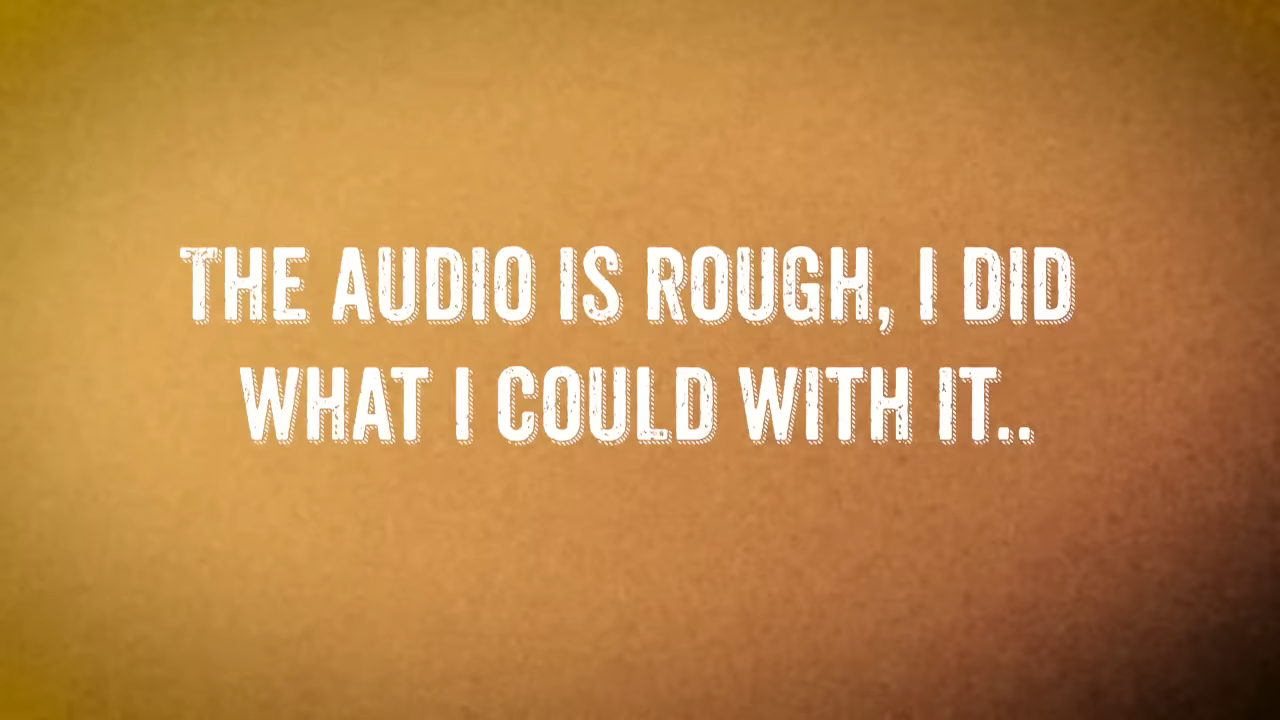 THE AUDIO IS ROUGH, I DID
WHAT I COULD WITH IT..